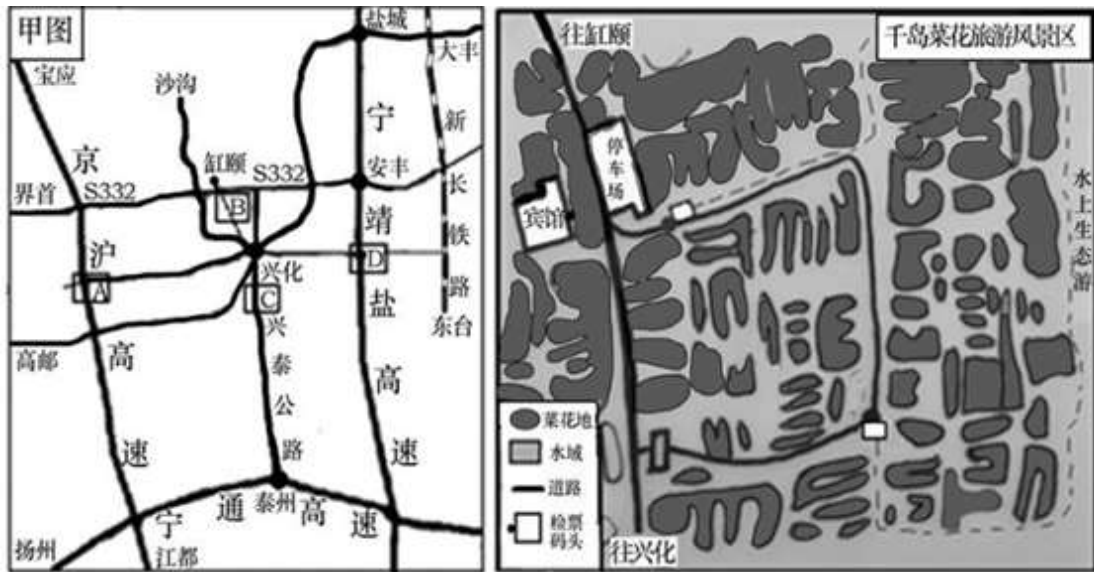 甲图
盐城
大丰
宝应
沙沟
宁
新
京
缸顾
S332
安丰
长
界首
S332
B
靖
铁
沪
A
兴化
D
盐
路
C
兴
东台
高邮
高
泰
公
路
高
速
速
通
泰州
高
速
宁
扬州
江都
往缸顾
千岛菜花旅游风景区
停车场
宾馆
水上生态游
菜花地
水域
道路
检票
码头
往兴化